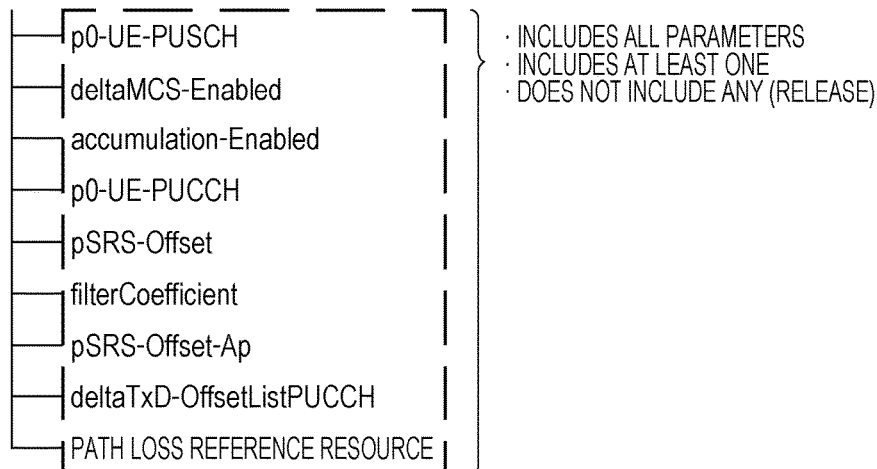 p0-UE-PUSCH
deltaMCS-Enabled
accumulation-Enabled
p0-UE-PUCCH
pSRS-Offset
filterCoefficient
pSRS-Offset-Ap
deltaTxD-OffsetListPUCCH
PATH LOSS REFERENCE RESOURCE
· INCLUDES ALL PARAMETERS
· INCLUDES AT LEAST ONE
· DOES NOT INCLUDE ANY (RELEASE)